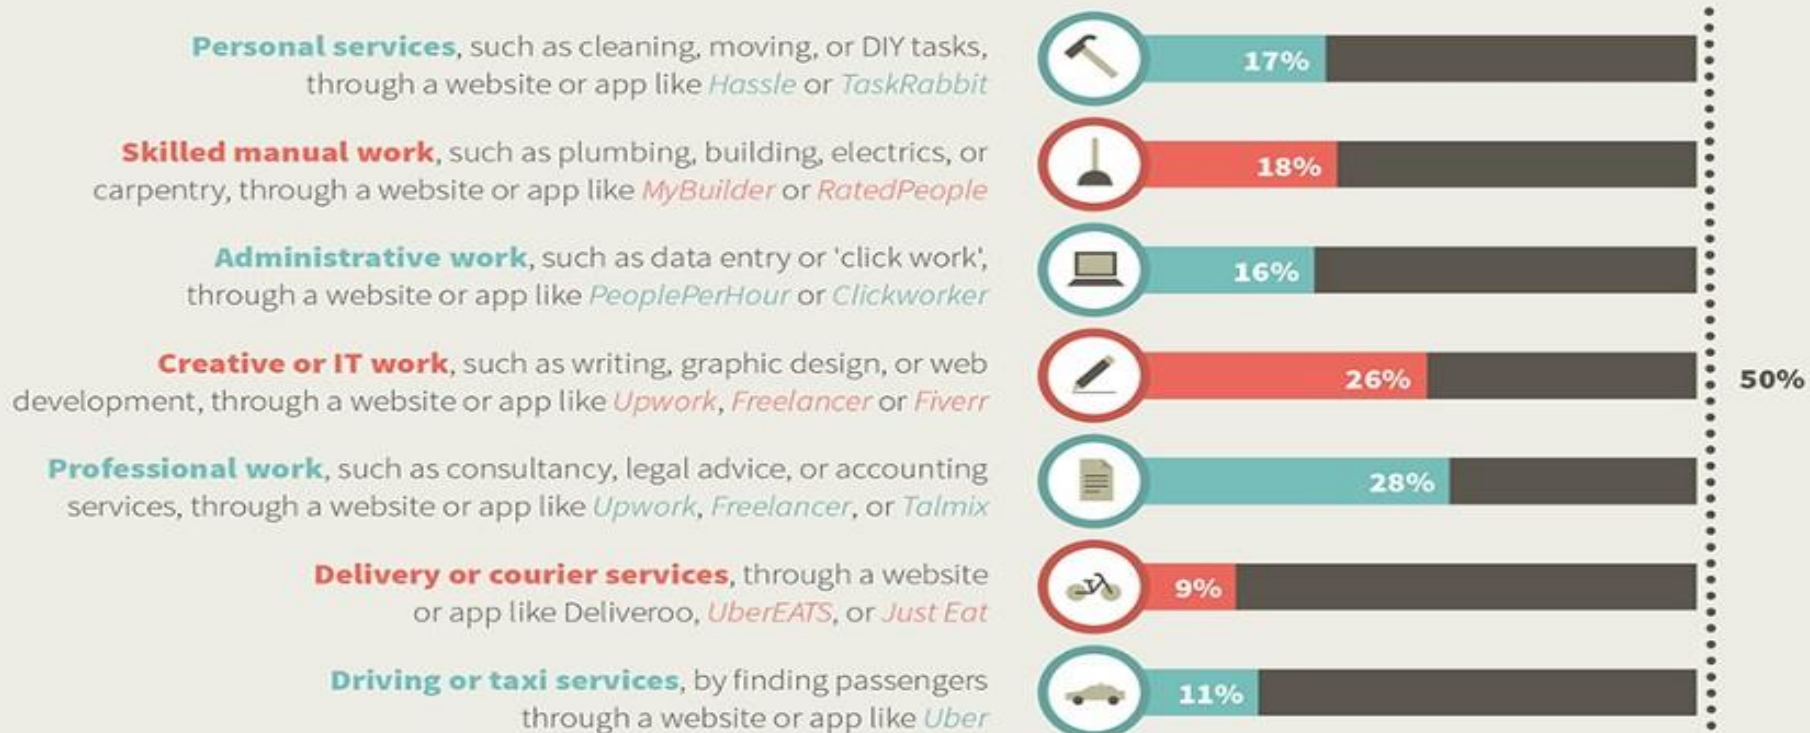 Personal services, such as cleaning, moving, or DIY tasks,
through a website or app like Hassle or TaskRabbit
17%
Skilled manual work, such as plumbing, building, electrics, or
carpentry, through a website or app like MyBuilder or RatedPeople
18%
Administrative work, such as data entry or 'click work',
through a website or app like PeoplePerHour or Clickworker
16%
Creative or IT work, such as writing, graphic design, or web
development, through a website or app like Upwork, Freelancer or Fiverr
26%
50%
Professional work, such as consultancy, legal advice, or accounting
services, through a website or app like Upwork, Freelancer, or Talmix
28%
Delivery or courier services, through a website
or app like Deliveroo, UberEATS, or Just Eat
9%
Driving or taxi services, by finding passengers
through a website or app like Uber
11%